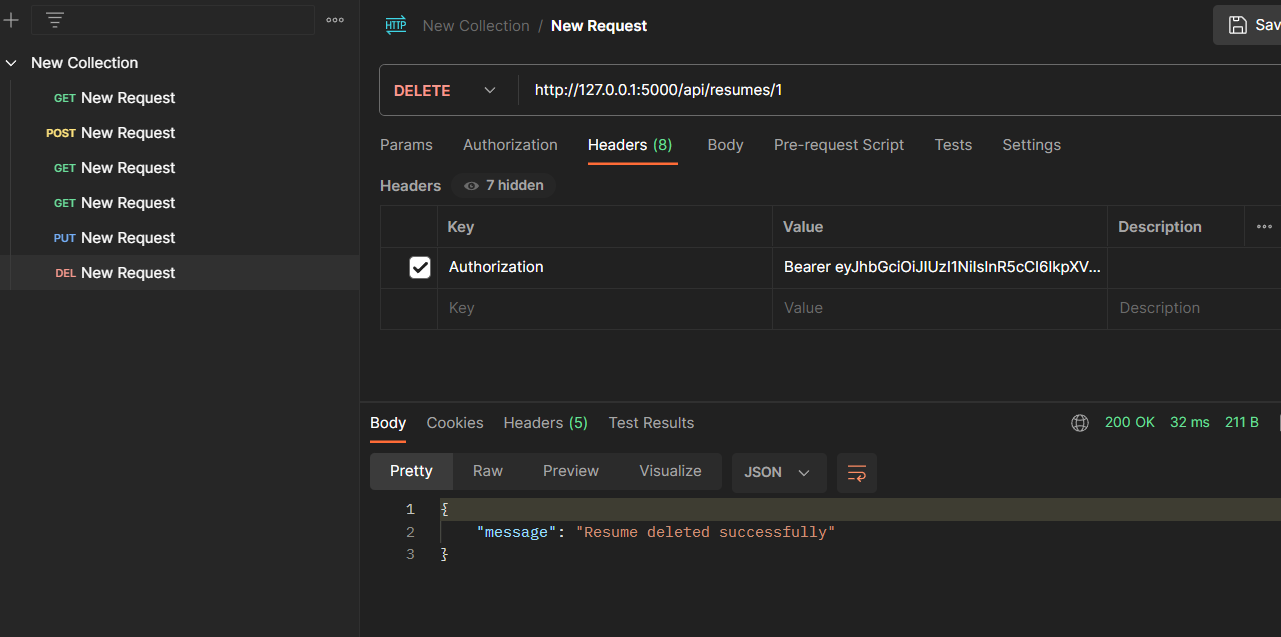 New Collection
GET New Request
POST New Request
GET New Request
GET New Request
PUT New Request
DEL New Request
HTTP New Collection / New Request
Sav
DELETE http://127.0.0.1:5000/api/resumes/1
Params Authorization Headers (8) Body Pre-request Script Tests Settings
Headers 7 hidden
Key Value Description
Authorization Bearer eyJhbGciOiJIUzI1NiIsInR5cCI6IkpXV...
Key Value Description
Body Cookies Headers (5) Test Results 200 OK 32 ms 211 B
Pretty Raw Preview Visualize JSON
1 {
2 "message": "Resume deleted successfully"
3 }